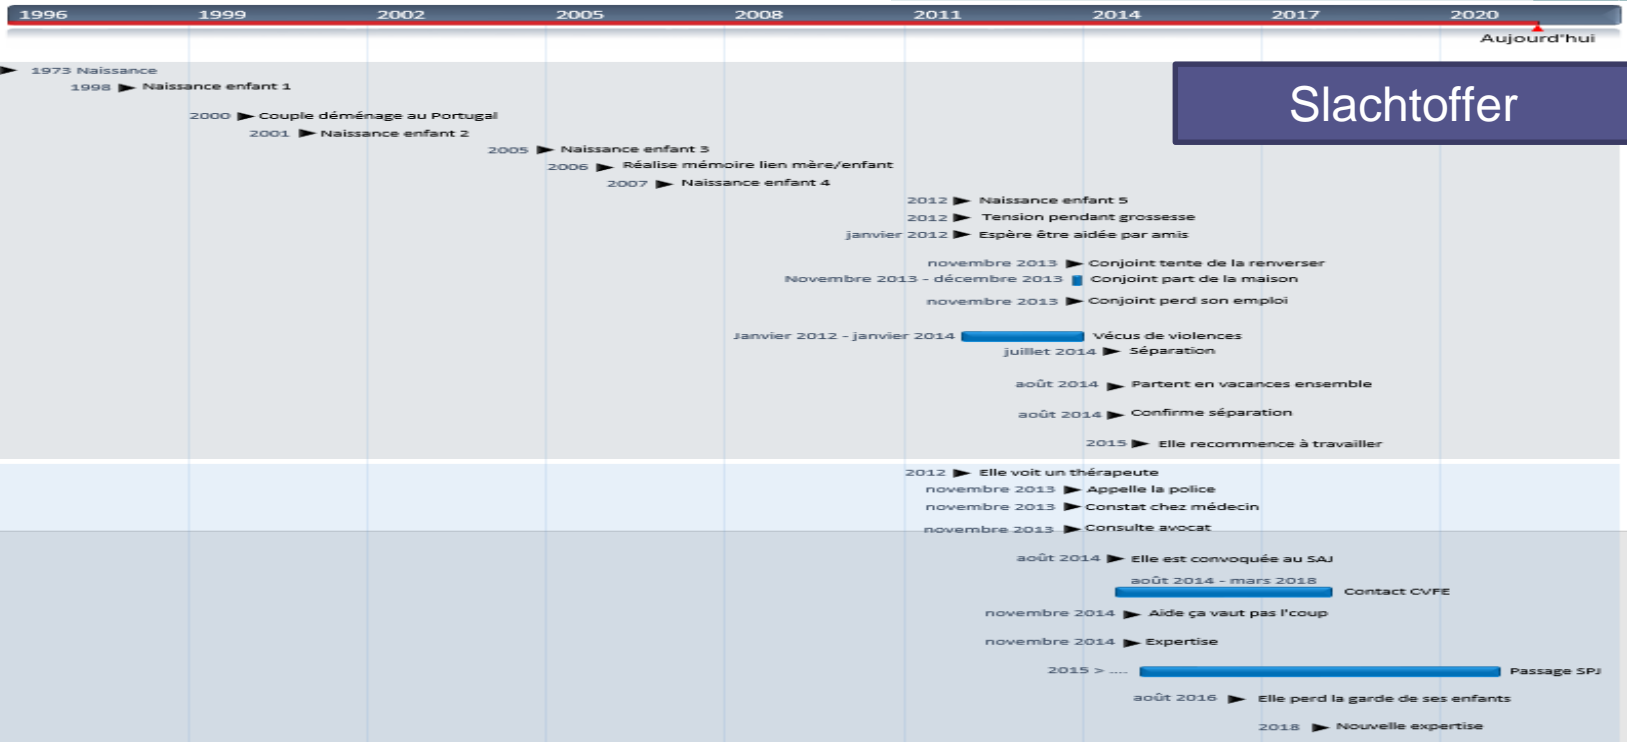 1996 1999 2002 2005 2008 2011 2014 2017 2020
Aujourd'hui
Slachtoffer
1973 Naissance
1998 Naissance enfant 1
2000 Couple déménage au Portugal
2001 Naissance enfant 2
2005 Naissance enfant 3
2006 Réalise mémoire lien mère/enfant
2007 Naissance enfant 4
2012 Naissance enfant 5
2012 Tension pendant grossesse
janvier 2012 Espère être aidée par amis
novembre 2013 Conjoint tente de la renverser
Novembre 2013 - décembre 2013 Conjoint part de la maison
novembre 2013 Conjoint perd son emploi
Janvier 2012 - janvier 2014 Vécus de violences
juillet 2014 Séparation
août 2014 Partent en vacances ensemble
août 2014 Confirme séparation
2015 Elle recommence à travailler
2012 Elle voit un thérapeute
novembre 2013 Appelle la police
novembre 2013 Constat chez médecin
novembre 2013 Consulte avocat
août 2014 Elle est convoquée au SAJ
août 2014 - mars 2018
Contact CVFE
novembre 2014 Aide ça vaut pas l'coup
novembre 2014 Expertise
2015 > .... Passage SPJ
août 2016 Elle perd la garde de ses enfants
2018 Nouvelle expertise